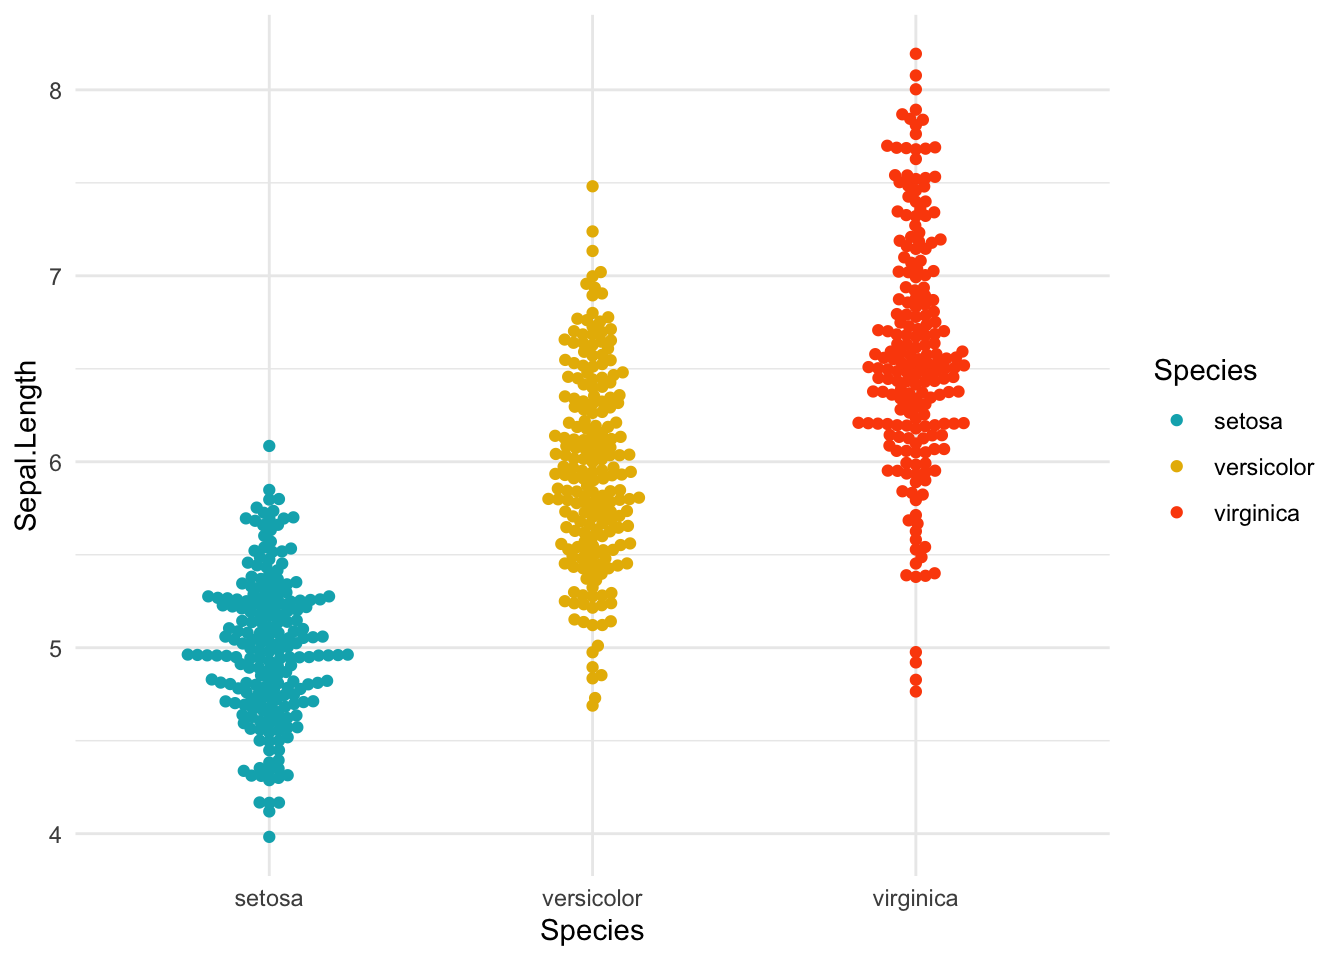 8
7
6
5
4
Sepal.Length
setosa
versicolor
virginica
Species
Species
setosa
versicolor
virginica